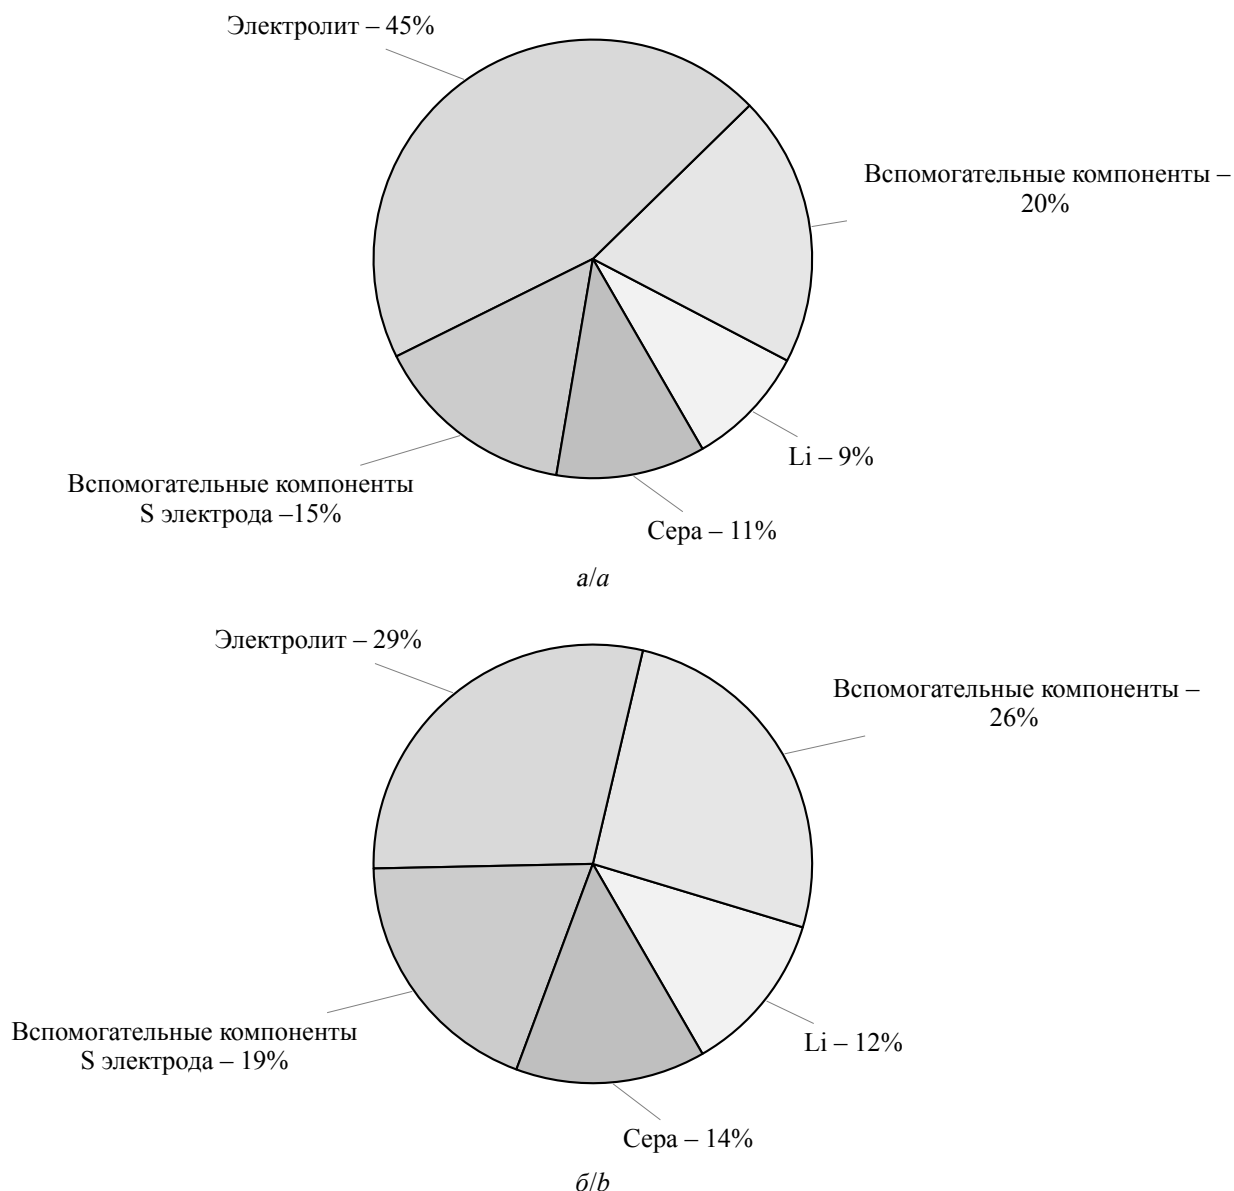 Электролит – 45%
Вспомогательные компоненты –
20%
Li – 9%
Вспомогательные компоненты
S электрода –15%
Сера – 11%
а/a
Электролит – 29%
Вспомогательные компоненты –
26%
Вспомогательные компоненты
S электрода – 19%
Li – 12%
Сера – 14%
б/b